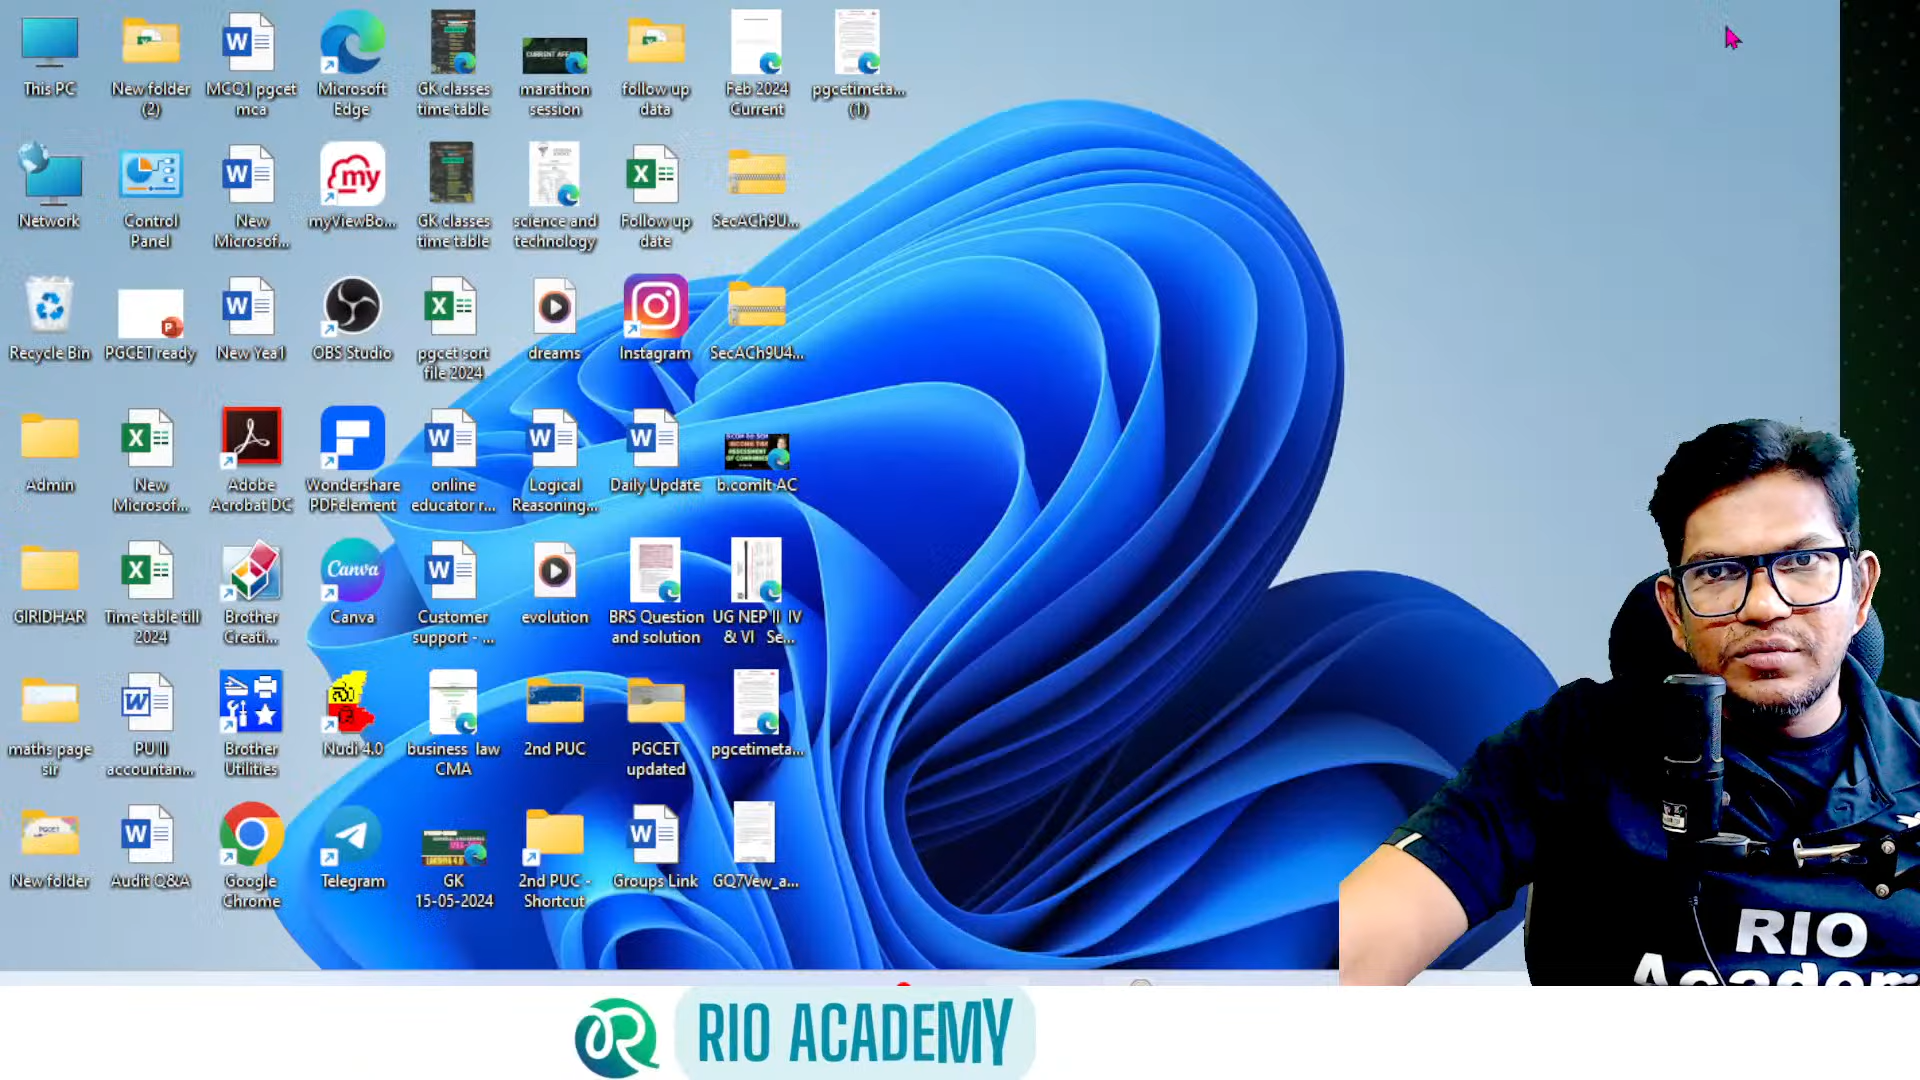 This PC
New folder
(2)
MCQ1 pgcet
mca
Microsoft
Edge
GK classes
time table
marathon
session
follow up
data
Feb 2024
Current
pgcetimeta...
(1)
Network
Control
Panel
New
Microsof...
myViewBo...
GK classes
time table
science and
technology
Follow up
date
SecACh9U...
Recycle Bin
PGCET ready
New Yea1
OBS Studio
pgcet sort
file 2024
dreams
Instagram
SecACh9U4...
Admin
New
Microsof...
Adobe
Acrobat DC
Wondershare
PDFelement
online
educator r...
Logical
Reasoning...
Daily Update
b.comIt AC
GIRIDHAR
Time table till
2024
Brother
Creati...
Canva
Canva
Customer
support - ...
evolution
BRS Question
and solution
UG NEP II IV
& VI Se...
maths page
sir
PU II
accountan...
Brother
Utilities
Nudi 4.0
business law
CMA
2nd PUC
PGCET
updated
pgcetimeta...
New folder
Audit Q&A
Google
Chrome
Telegram
GK
15-05-2024
2nd PUC -
Shortcut
Groups Link
GQ7Vew_a...
RIO
RIO ACADEMY